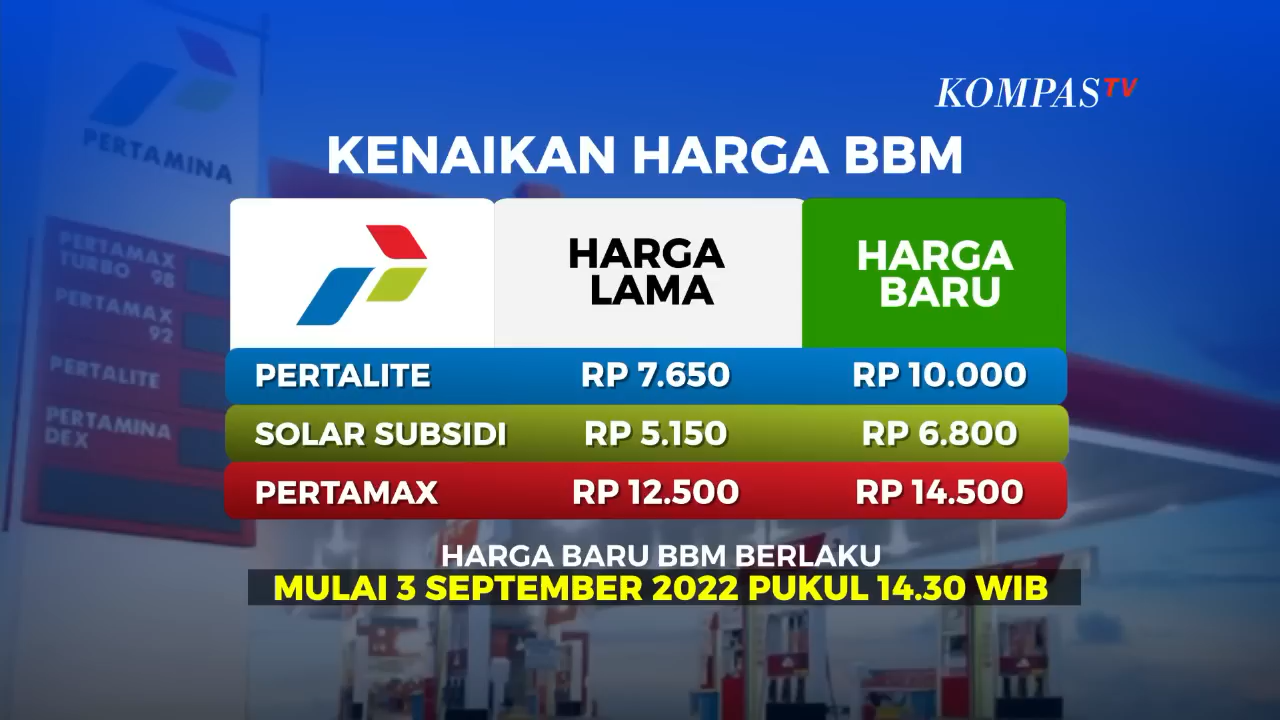 KOMPAS TV
PERTAMINA
KENAIKAN HARGA BBM
HARGA LAMA
HARGA BARU
PERTAMAX
TURBO 98
PERTAMAX
92
PERTALITE
PERTAMINA
DEX
PERTALITE RP 7.650 RP 10.000
SOLAR SUBSIDI RP 5.150 RP 6.800
PERTAMAX RP 12.500 RP 14.500
HARGA BARU BBM BERLAKU
MULAI 3 SEPTEMBER 2022 PUKUL 14.30 WIB